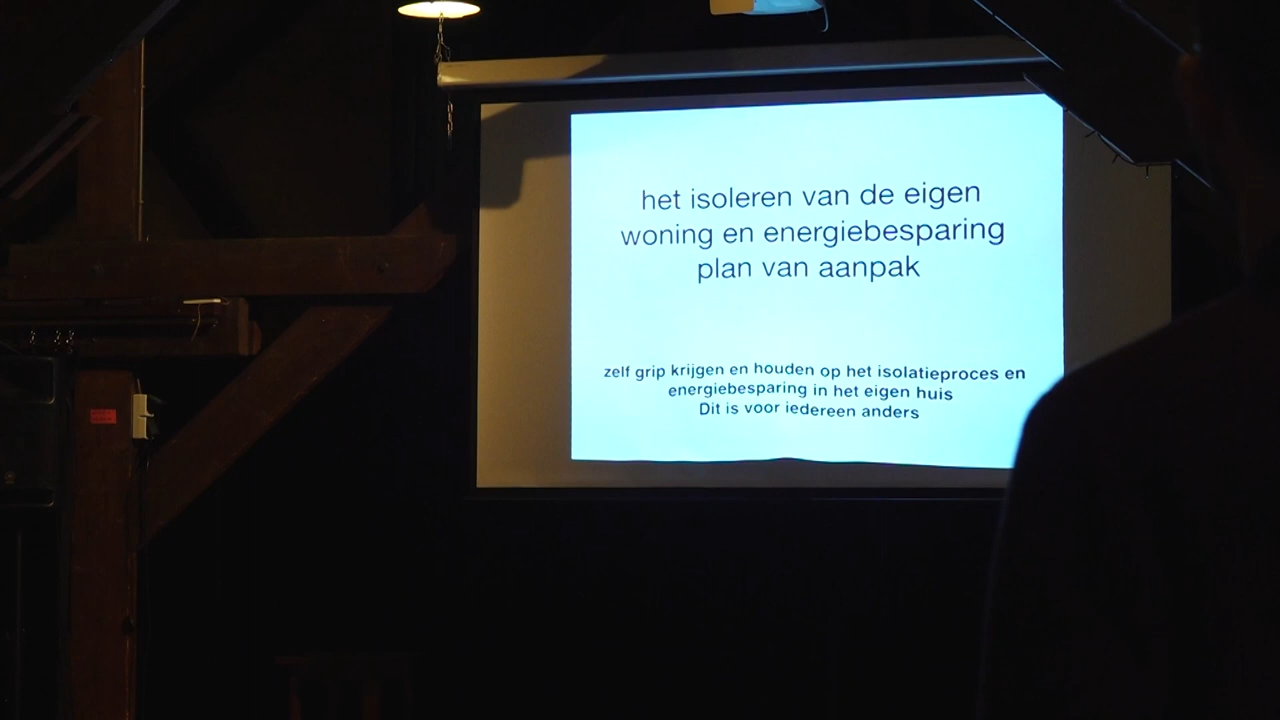 het isoleren van de eigen
woning en energiebesparing
plan van aanpak
zelf grip krijgen en houden op het isolatieproces en
energiebesparing in het eigen huis
Dit is voor iedereen anders